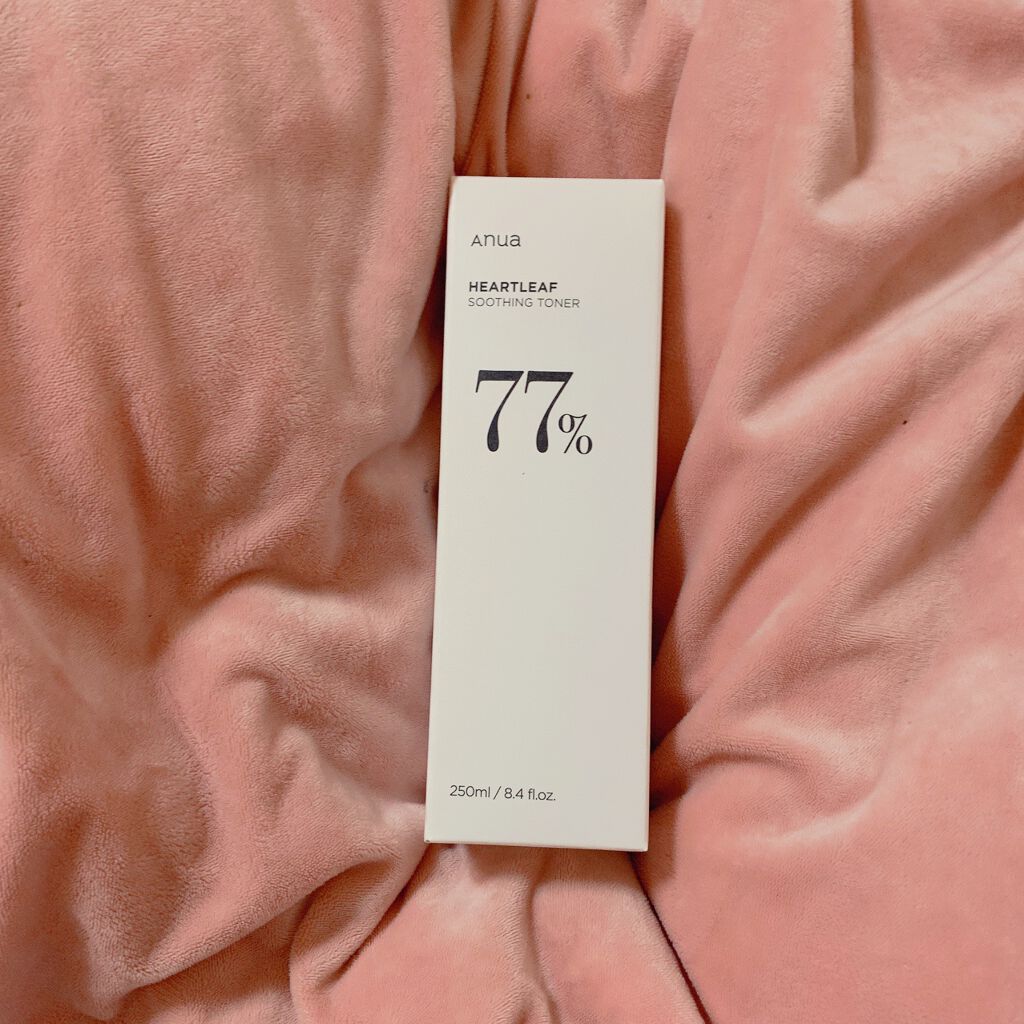 Anua
HEARTLEAF
SOOTHING TONER
77%
250ml / 8.4 fl.oz.